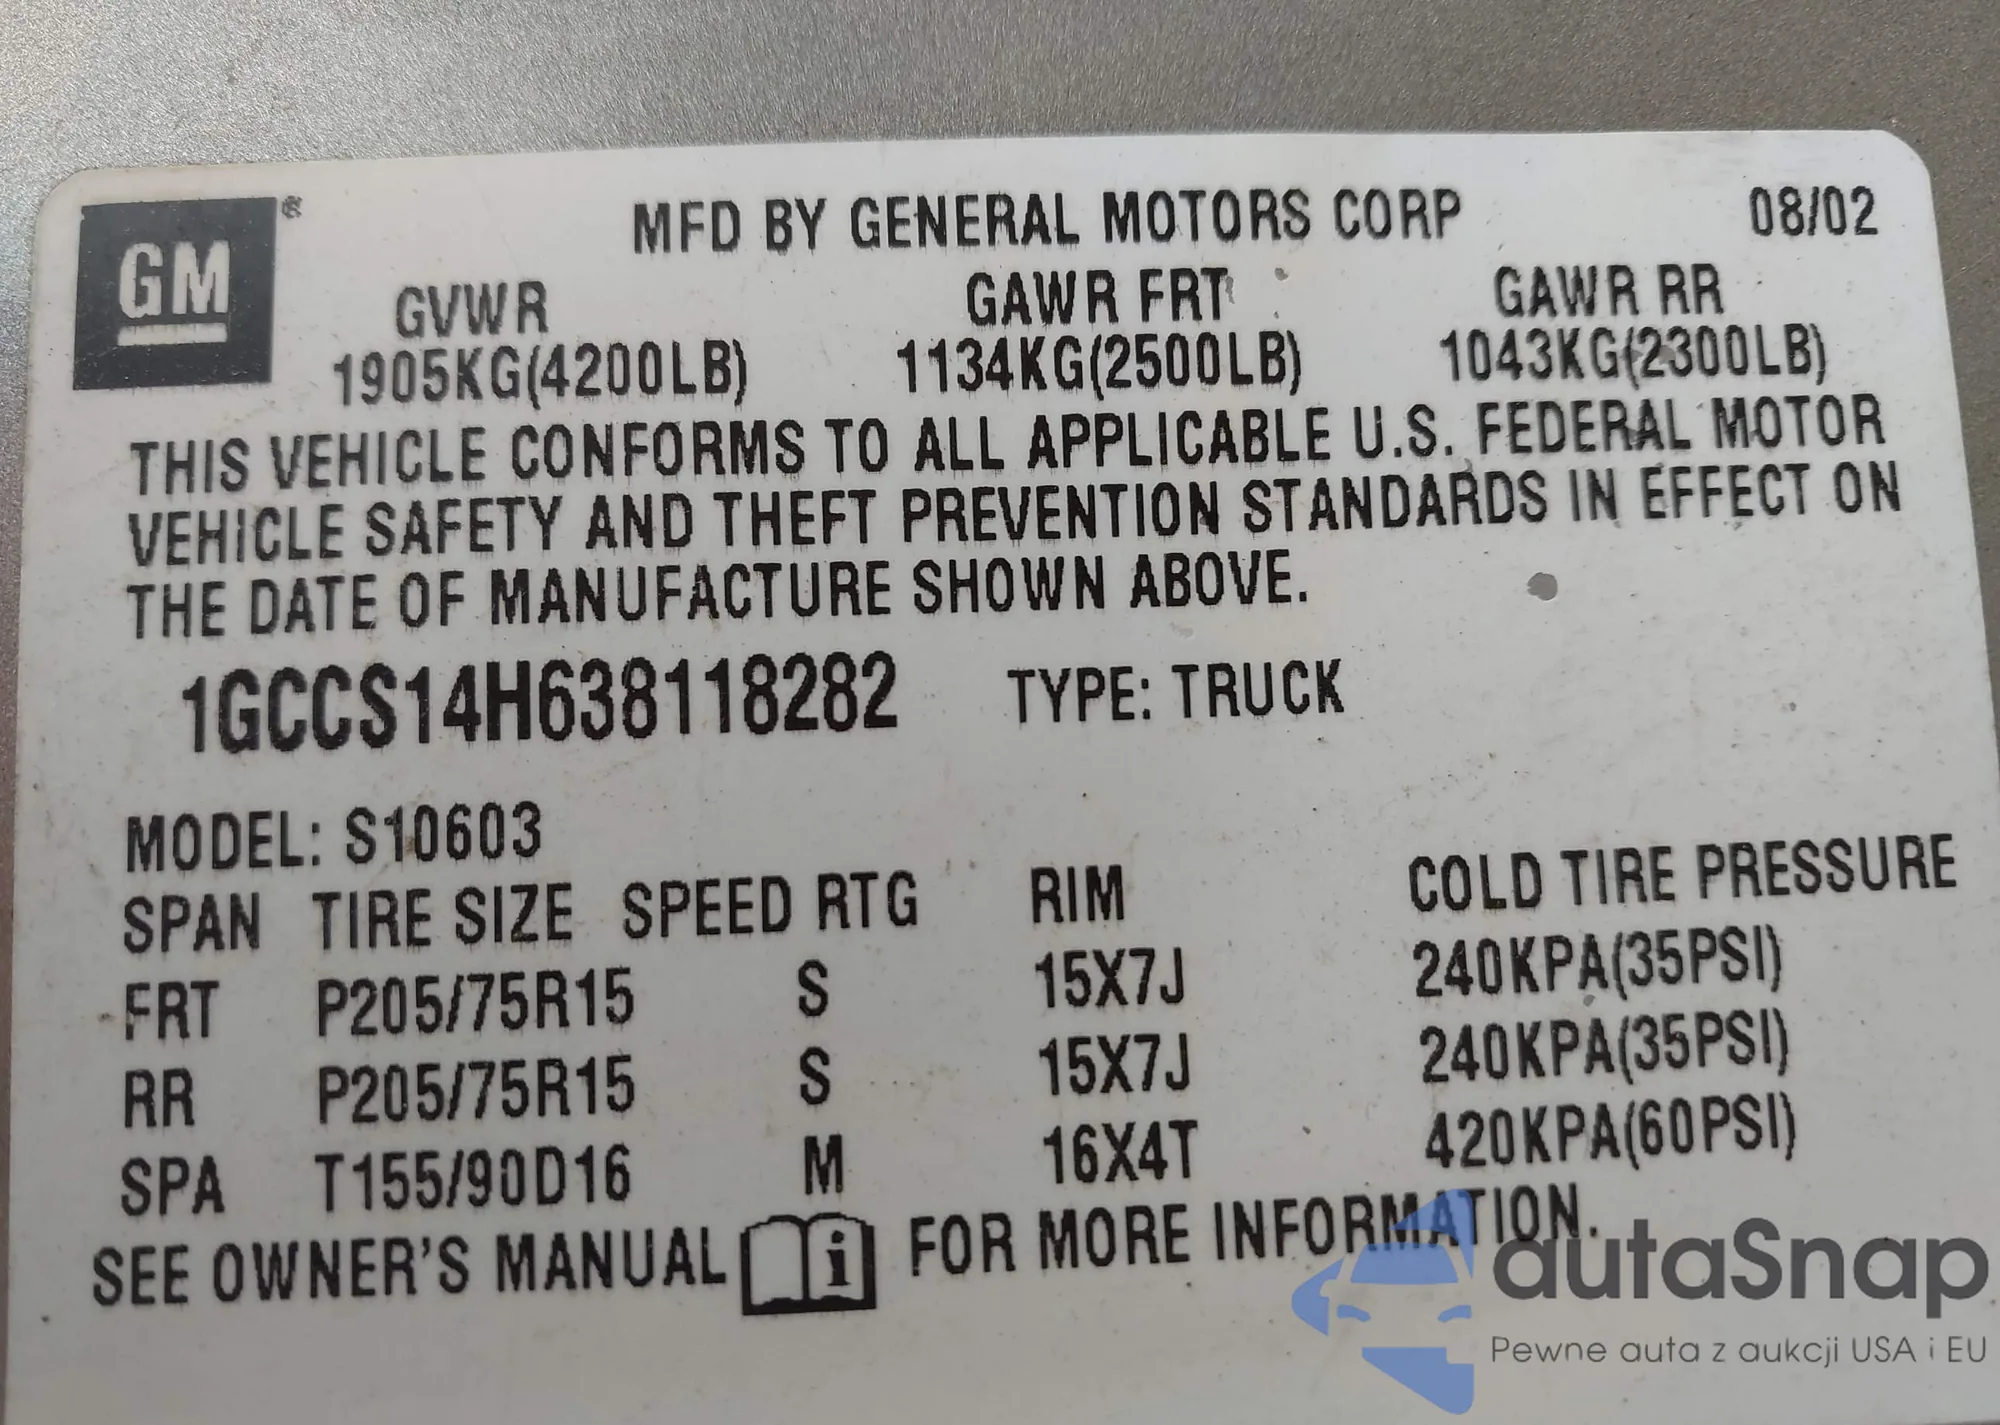 GM ®
MFD BY GENERAL MOTORS CORP 08/02
GVWR GAWR FRT GAWR RR
1905KG(4200LB) 1134KG(2500LB) 1043KG(2300LB)
THIS VEHICLE CONFORMS TO ALL APPLICABLE U.S. FEDERAL MOTOR
VEHICLE SAFETY AND THEFT PREVENTION STANDARDS IN EFFECT ON
THE DATE OF MANUFACTURE SHOWN ABOVE.
1GCCS14H638118282 TYPE: TRUCK
MODEL: S10603
SPAN TIRE SIZE SPEED RTG RIM COLD TIRE PRESSURE
FRT P205/75R15 S 15X7J 240KPA(35PSI)
RR P205/75R15 S 15X7J 240KPA(35PSI)
SPA T155/90D16 M 16X4T 420KPA(60PSI)
SEE OWNER'S MANUAL i FOR MORE INFORMATION.
autaSnap
Pewne auta z aukcji USA i EU